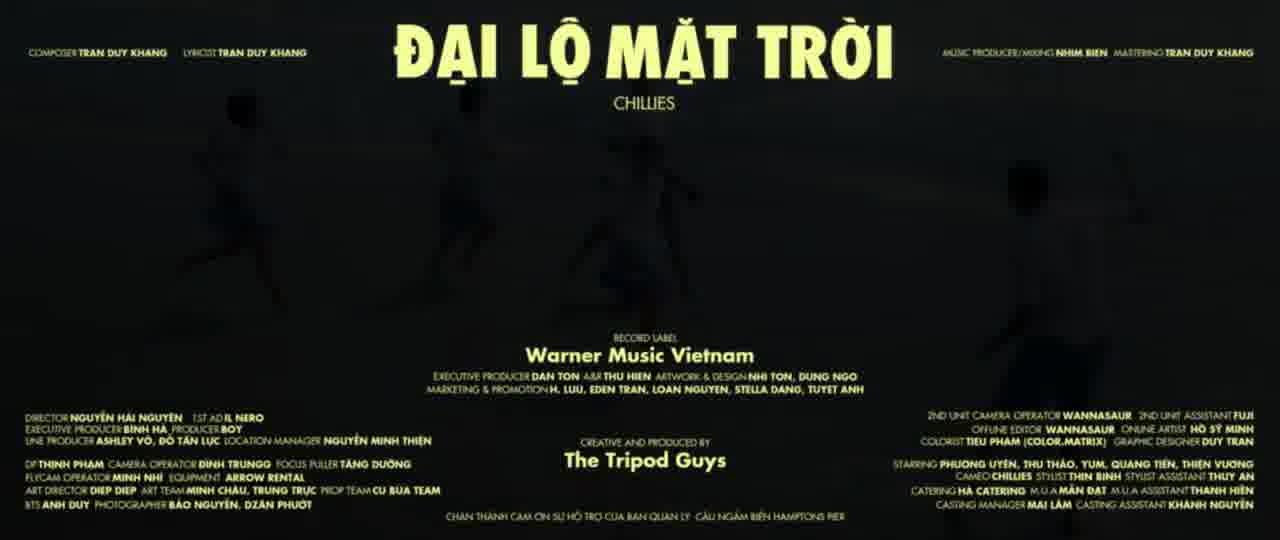 ĐẠI LỘ MẶT TRỜI
COMPOSER TRAN DUY KHANG LYRICIST TRAN DUY KHANG
MUSIC PRODUCER/MIXING NHIM BIEN MASTERING TRAN DUY KHANG
CHILLIES
RECORD LABEL
Warner Music Vietnam
EXECUTIVE PRODUCER DAN TON A&R THU HIEN ARTWORK & DESIGN NHI TON, DUNG NGO
MARKETING & PROMOTION H. LUU, EDEN TRAN, LOAN NGUYEN, STELLA DANG, TUYET ANH
DIRECTOR NGUYỄN HẢI NGUYÊN 1ST AD IL NERO
EXECUTIVE PRODUCER BÌNH HÀ PRODUCER BOY
LINE PRODUCER ASHLEY VÕ, ĐỖ TẤN LỰC LOCATION MANAGER NGUYỄN MINH THIỆN
DP THỊNH PHẠM CAMERA OPERATOR ĐÌNH TRUNGG FOCUS PULLER TĂNG DƯỠNG
FLYCAM OPERATOR MINH NHÍ EQUIPMENT ARROW RENTAL
ART DIRECTOR DIEP DIEP ART TEAM MINH CHÂU, TRUNG TRỰC PROP TEAM CU BUA TEAM
BTS ANH DUY PHOTOGRAPHER BẢO NGUYÊN, DZÃN PHƯỚT
CREATIVE AND PRODUCED BY
The Tripod Guys
2ND UNIT CAMERA OPERATOR WANNASAUR 2ND UNIT ASSISTANT FUJI
OFFLINE EDITOR WANNASAUR ONLINE ARTIST HỒ SỸ MINH
COLORIST TIEU PHAM (COLOR.MATRIX) GRAPHIC DESIGNER DUY TRAN
STARRING PHƯƠNG UYÊN, THU THẢO, YUM, QUANG TIẾN, THIỆN VƯƠNG
CAMEO CHILLIES STYLIST THIN BINH STYLIST ASSISTANT THUY AN
CATERING HÀ CATERING M.U.A MẪN ĐẠT M.U.A ASSISTANT THANH HIỀN
CASTING MANAGER MAI LÂM CASTING ASSISTANT KHÁNH NGUYÊN
CHÂN THÀNH CẢM ƠN SỰ HỖ TRỢ CỦA BAN QUẢN LÝ CẦU NGẮM BIỂN HAMPTONS PIER